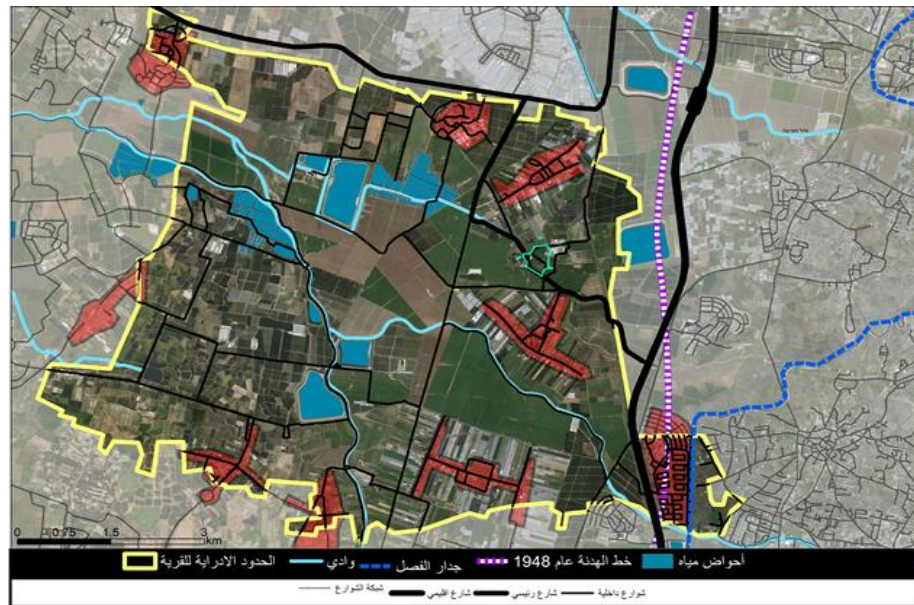 0 0.75 1.5 3
km
أحواض مياه خط الهدنة عام 1948 جدار الفصل وادي الحدود الادراية للقرية
شوارع داخلية شارع رئيسي شارع اقليمي شبكة الشوارع